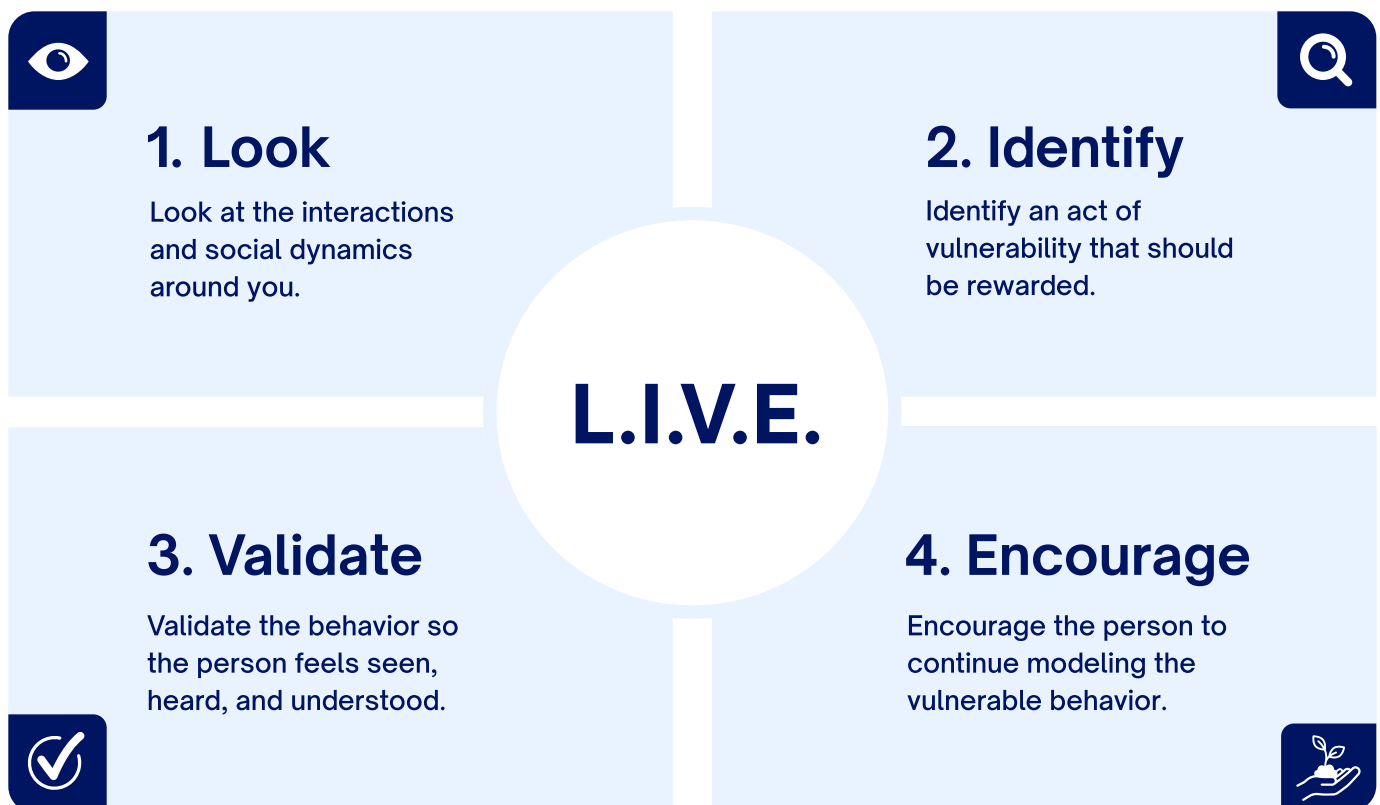 1. Look
Look at the interactions
and social dynamics
around you.
2. Identify
Identify an act of
vulnerability that should
be rewarded.
L.I.V.E.
3. Validate
Validate the behavior so
the person feels seen,
heard, and understood.
4. Encourage
Encourage the person to
continue modeling the
vulnerable behavior.